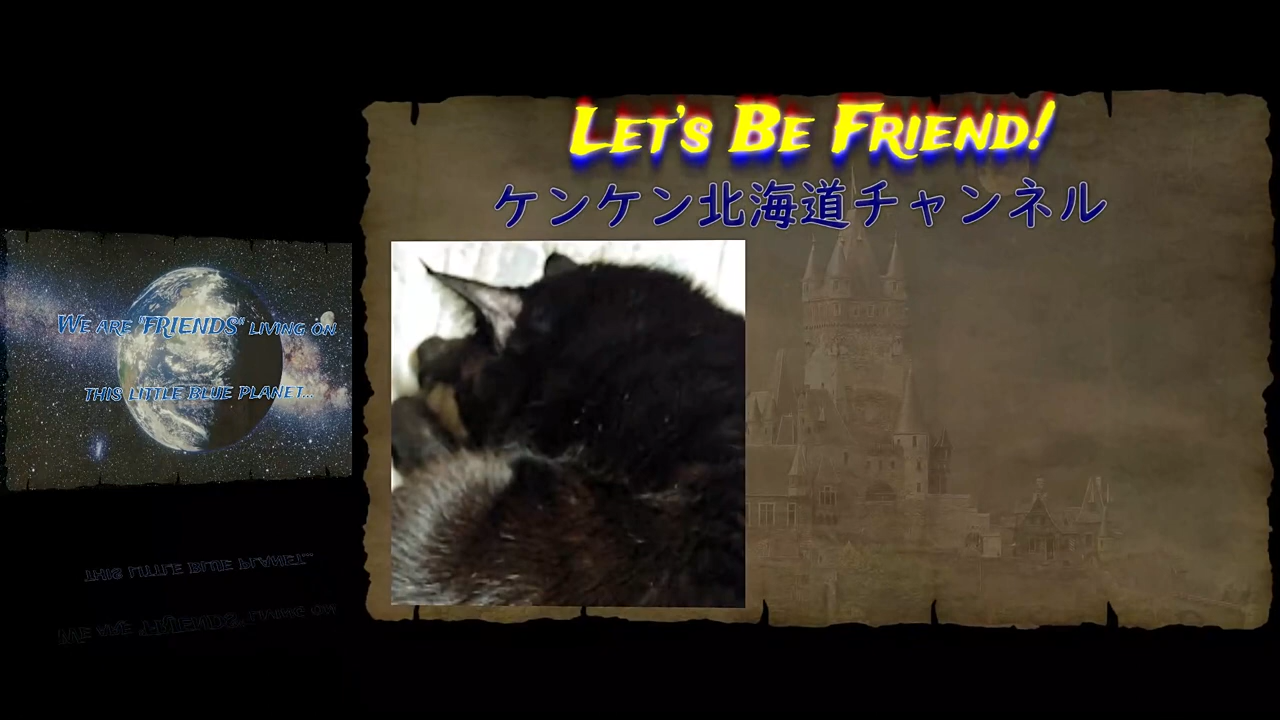 LET'S BE FRIEND!
ケンケン北海道チャンネル
WE ARE "FRIENDS" LIVING ON
THIS LITTLE BLUE PLANET...